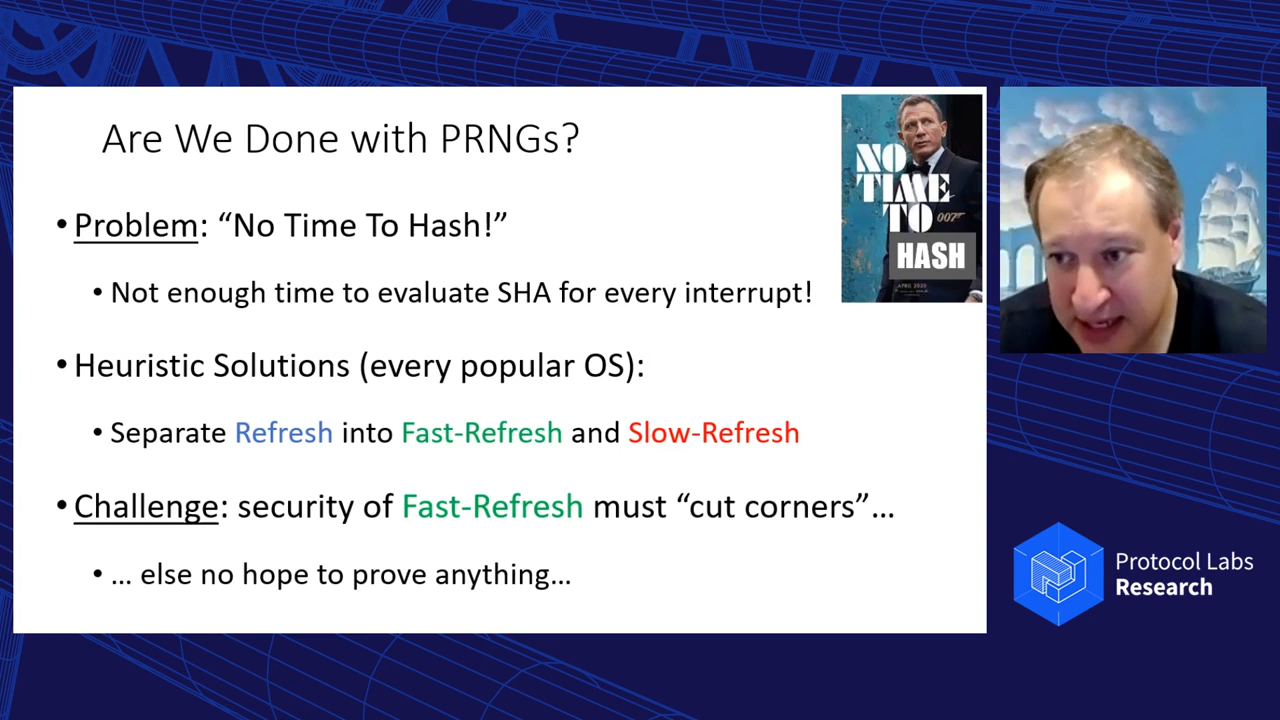 Are We Done with PRNGs?
• Problem: “No Time To Hash!”
• Not enough time to evaluate SHA for every interrupt!
• Heuristic Solutions (every popular OS):
• Separate Refresh into Fast-Refresh and Slow-Refresh
• Challenge: security of Fast-Refresh must “cut corners”…
• … else no hope to prove anything…
NO
TIME
TO 007
HASH
APRIL 2020
Protocol Labs
Research